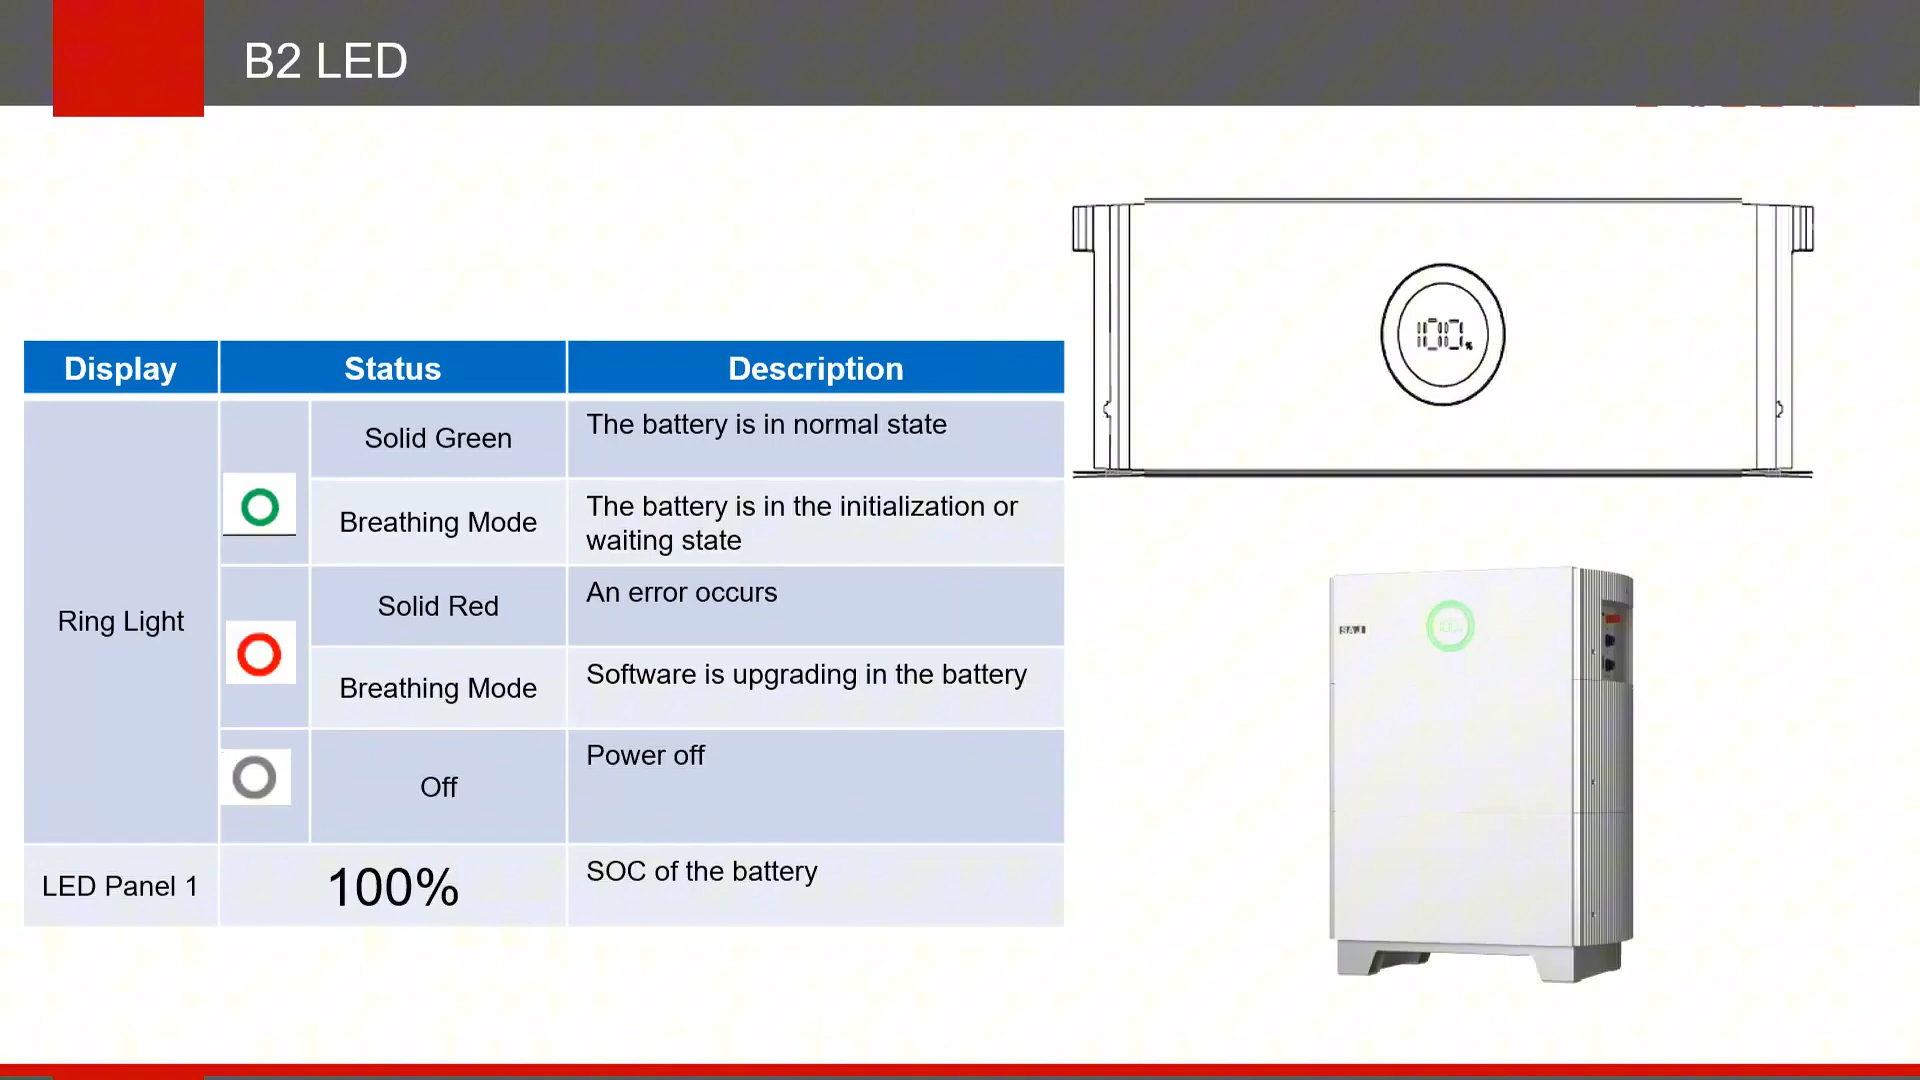 B2 LED
Display Status Description
Ring Light
Solid Green
The battery is in normal state
Breathing Mode
The battery is in the initialization or
waiting state
Solid Red
An error occurs
Breathing Mode
Software is upgrading in the battery
Off
Power off
LED Panel 1
100%
SOC of the battery
100%
SAJ